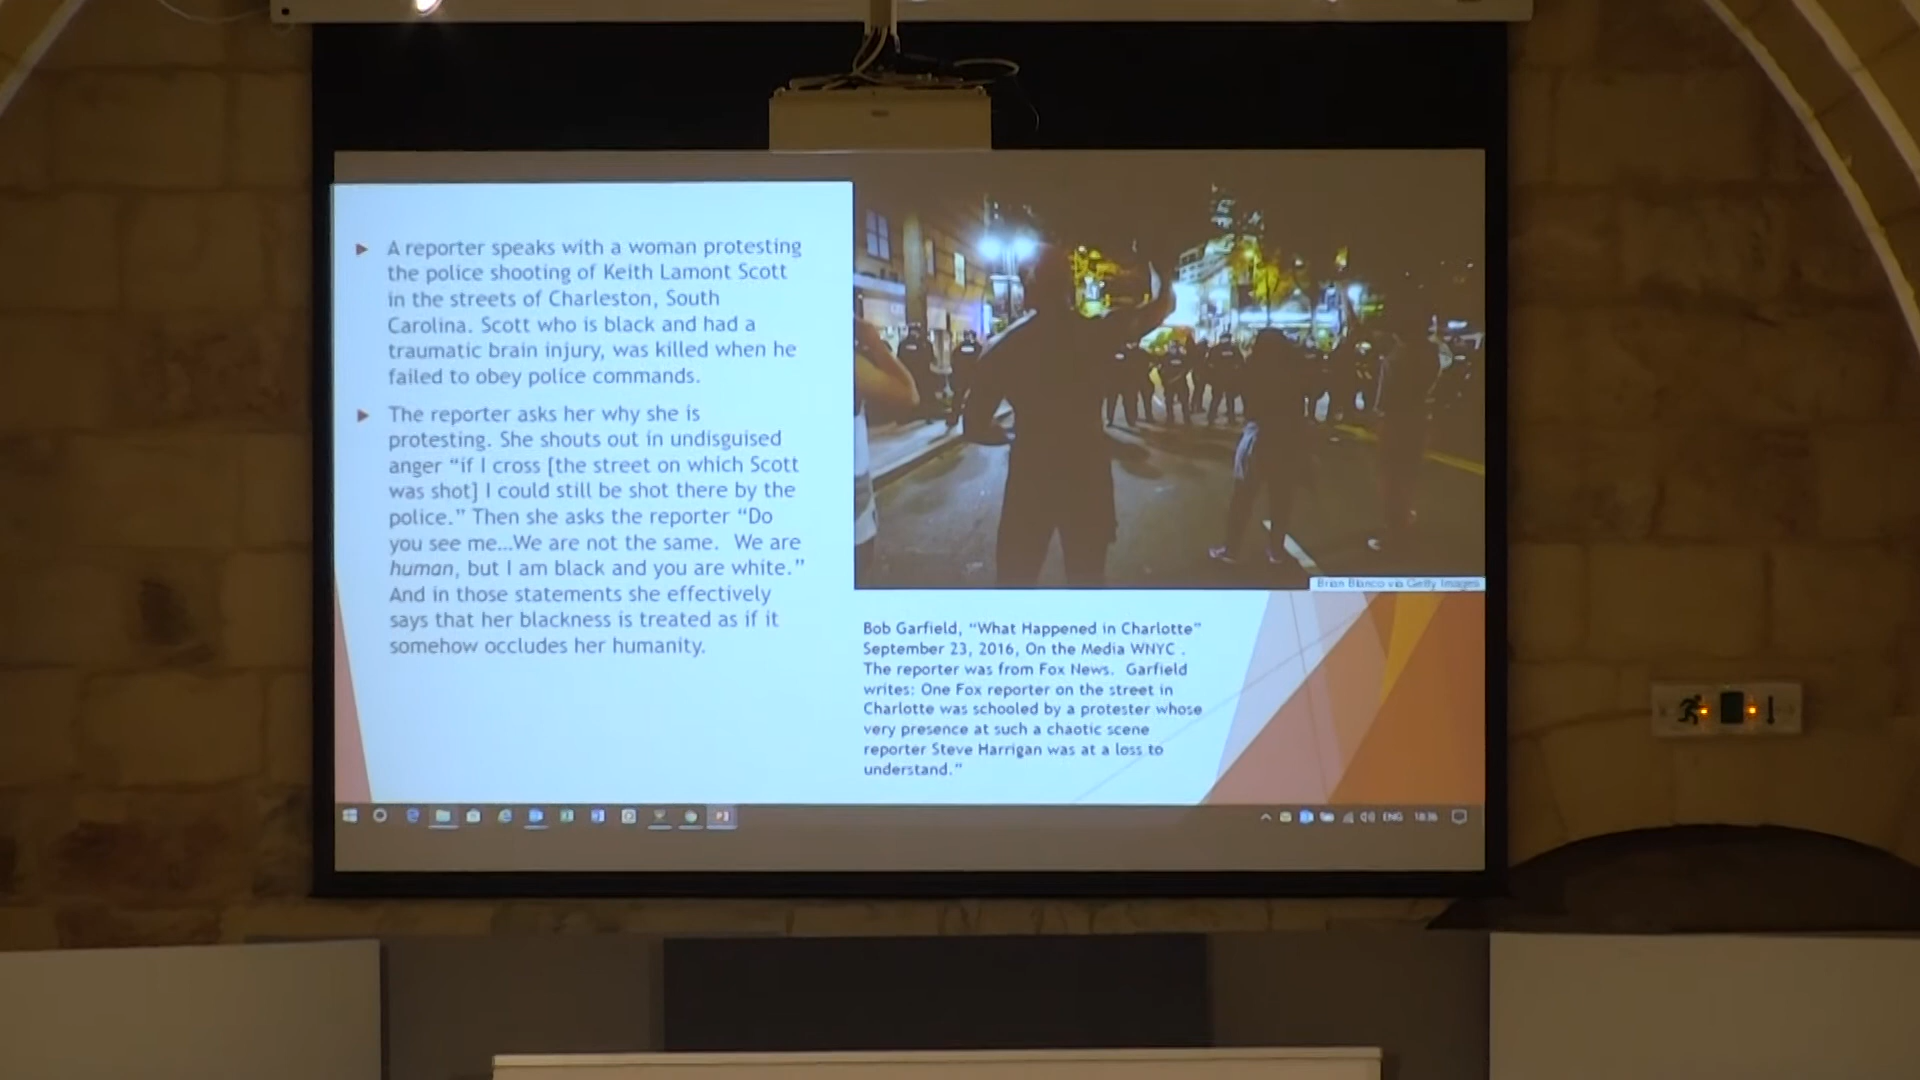 A reporter speaks with a woman protesting
the police shooting of Keith Lamont Scott
in the streets of Charleston, South
Carolina. Scott who is black and had a
traumatic brain injury, was killed when he
failed to obey police commands.
The reporter asks her why she is
protesting. She shouts out in undisguised
anger “if I cross [the street on which Scott
was shot] I could still be shot there by the
police.” Then she asks the reporter “Do
you see me...We are not the same.  We are
human, but I am black and you are white.”
And in those statements she effectively
says that her blackness is treated as if it
somehow occludes her humanity.
Brian Blanco via Getty Images
Bob Garfield, “What Happened in Charlotte”
September 23, 2016, On the Media WNYC .
The reporter was from Fox News.  Garfield
writes: One Fox reporter on the street in
Charlotte was schooled by a protester whose
very presence at such a chaotic scene
reporter Steve Harrigan was at a loss to
understand.”
ENG 18:36